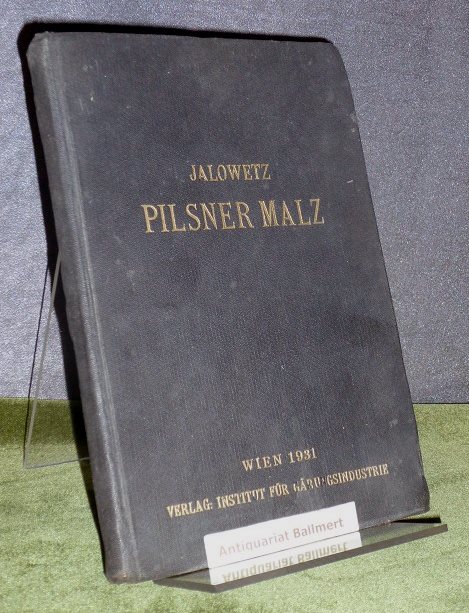 JALOWETZ
PILSNER MALZ
WIEN 1931
VERLAG: INSTITUT FÜR GÄRUNGSINDUSTRIE
Antiquariat Ballmert